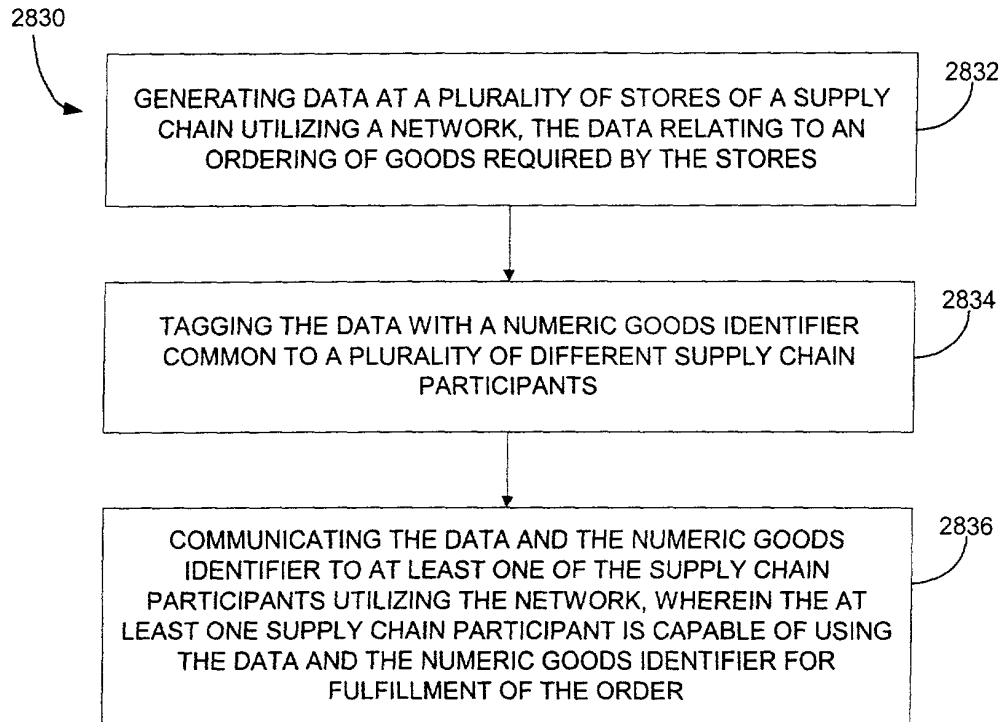 2830
2832
GENERATING DATA AT A PLURALITY OF STORES OF A SUPPLY
CHAIN UTILIZING A NETWORK, THE DATA RELATING TO AN
ORDERING OF GOODS REQUIRED BY THE STORES
2834
TAGGING THE DATA WITH A NUMERIC GOODS IDENTIFIER
COMMON TO A PLURALITY OF DIFFERENT SUPPLY CHAIN
PARTICIPANTS
2836
COMMUNICATING THE DATA AND THE NUMERIC GOODS
IDENTIFIER TO AT LEAST ONE OF THE SUPPLY CHAIN
PARTICIPANTS UTILIZING THE NETWORK, WHEREIN THE AT
LEAST ONE SUPPLY CHAIN PARTICIPANT IS CAPABLE OF USING
THE DATA AND THE NUMERIC GOODS IDENTIFIER FOR
FULFILLMENT OF THE ORDER